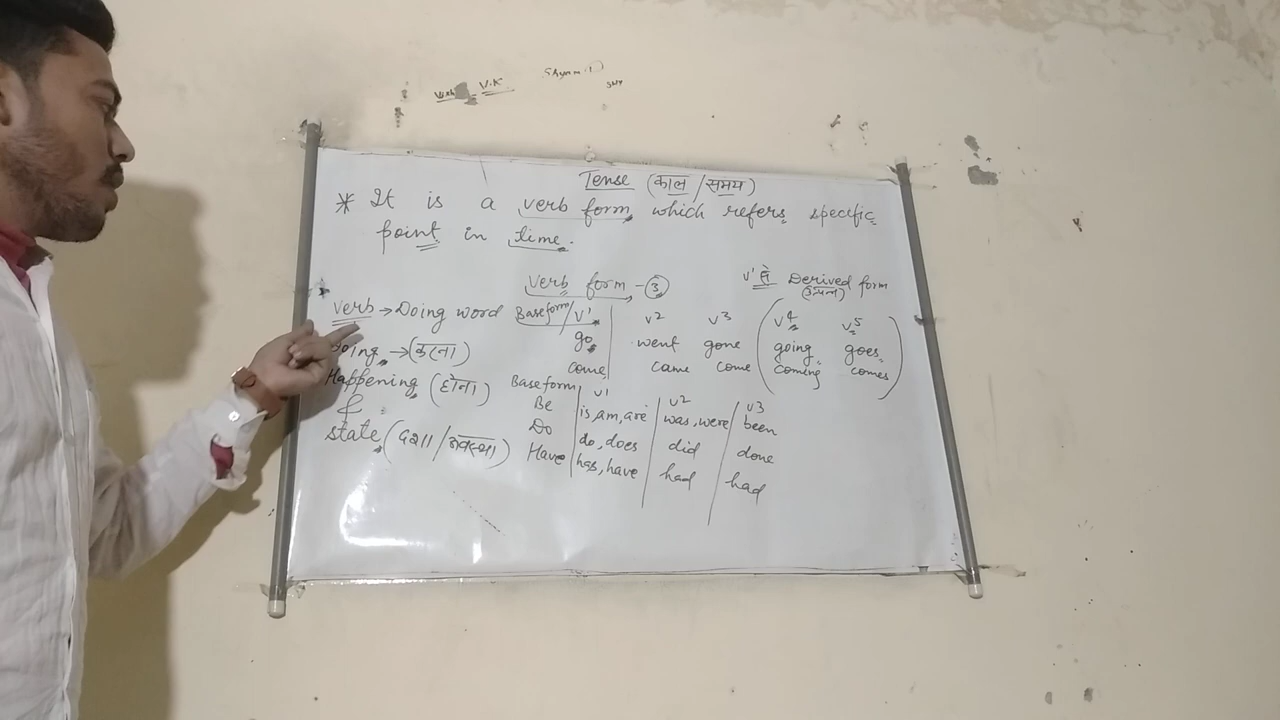 V.K
Tense (काल/समय)
* It is a verb form which refers specific
point in time.
Verb form - ③
V¹ से Derived form
(उत्पन्न)
verb → Doing word
Doing → (करना)
Happening (होना)
&
state (दशा/अवस्था)
Base form/V¹ V² V³ (V⁴ V⁵)
go went gone going goes
come came come coming comes
Base form V1 V2 V3
Be is, am, are was, were been
Do do, does did done
Have has, have had had